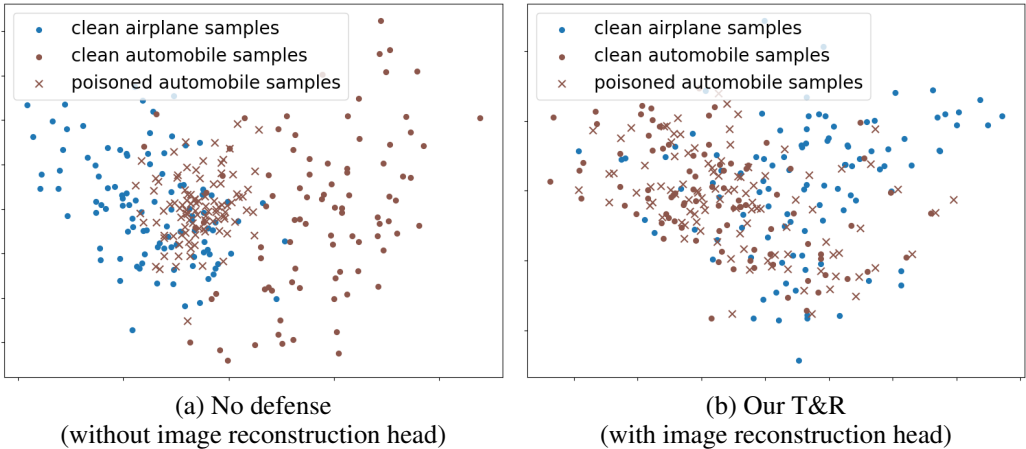 clean airplane samples
clean automobile samples
poisoned automobile samples
clean airplane samples
clean automobile samples
poisoned automobile samples
(a) No defense
(without image reconstruction head)
(b) Our T&R
(with image reconstruction head)